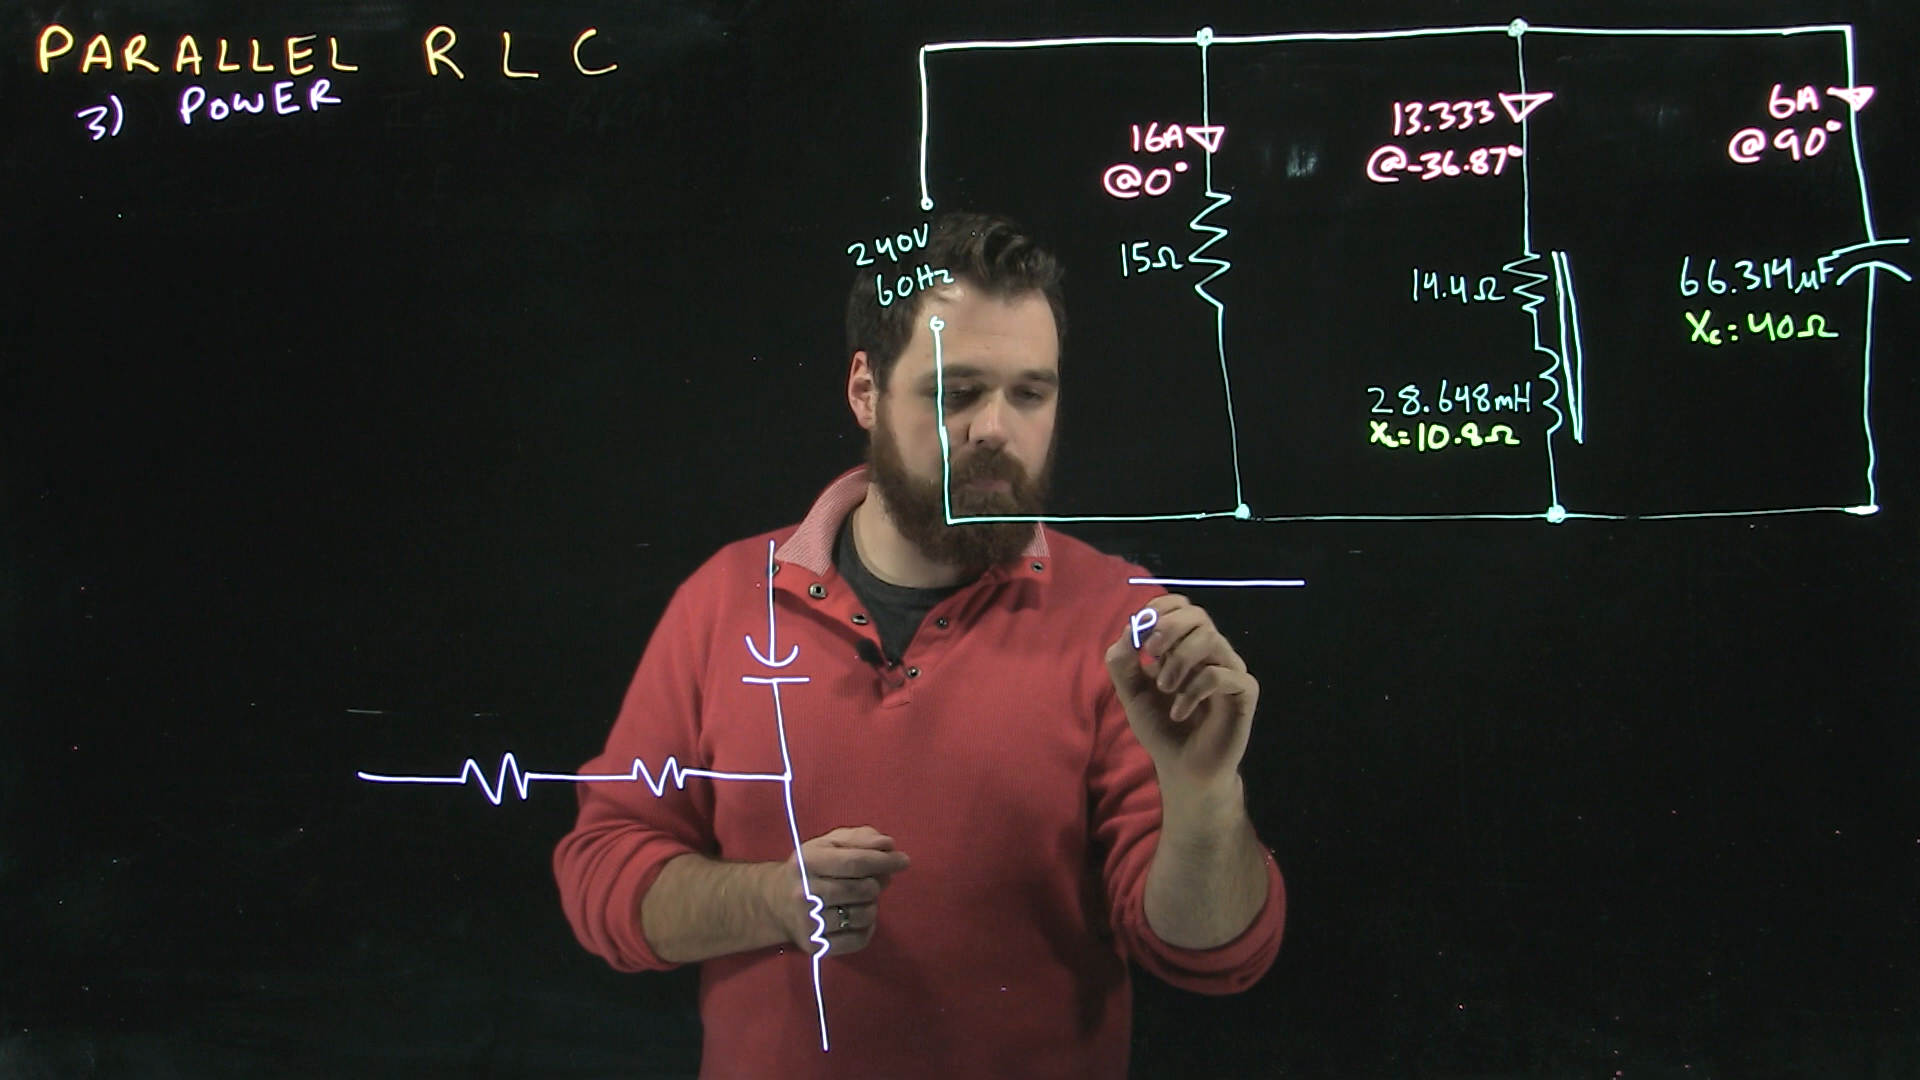 PARALLEL RLC
3) POWER
240V
60Hz
16A
@0°
15Ω
13.333
@-36.87°
14.4Ω
28.648mH
XL=10.8Ω
6A
@90°
66.314μF
Xc=40Ω
P